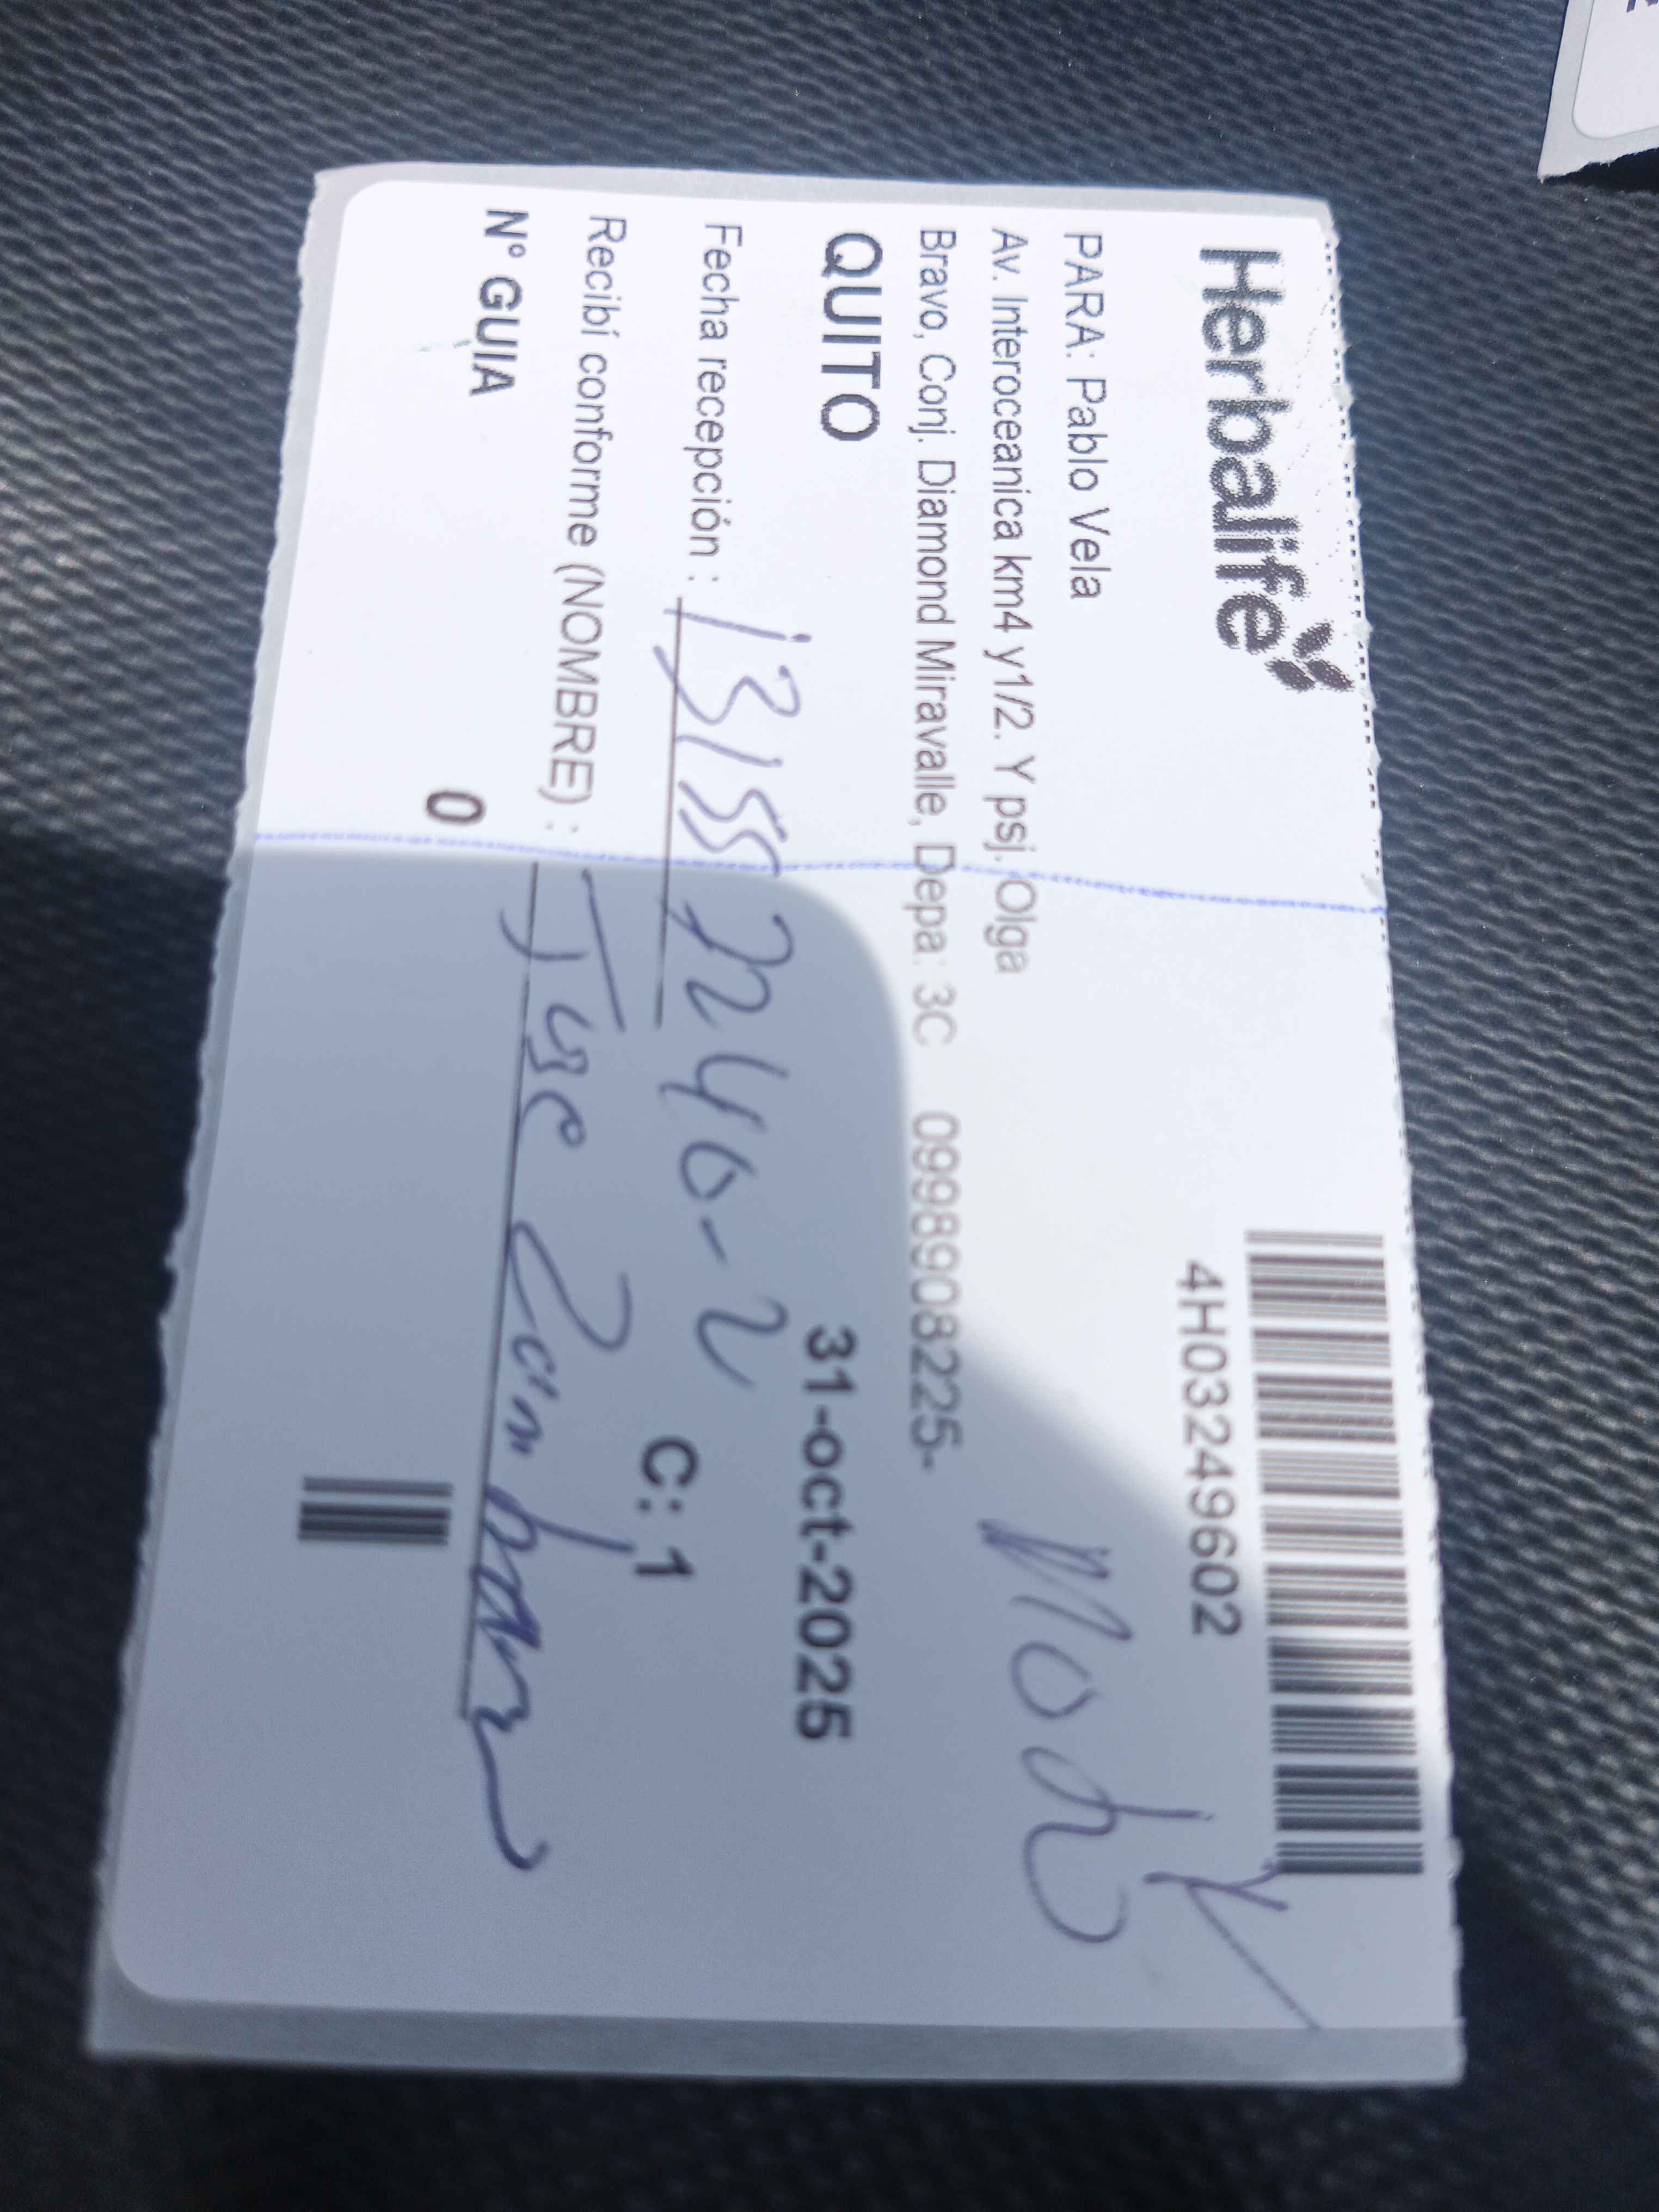 Herbalife
4H03249602
PARA: Pablo Vela
Av. Interoceanica km4 y1/2. Y psj. Olga
Bravo, Conj. Diamond Miravalle, Depa: 3C 0998908225-
QUITO 31-oct-2025
Fecha recepción :
C: 1
Recibí conforme (NOMBRE) :
Nº GUIA 0